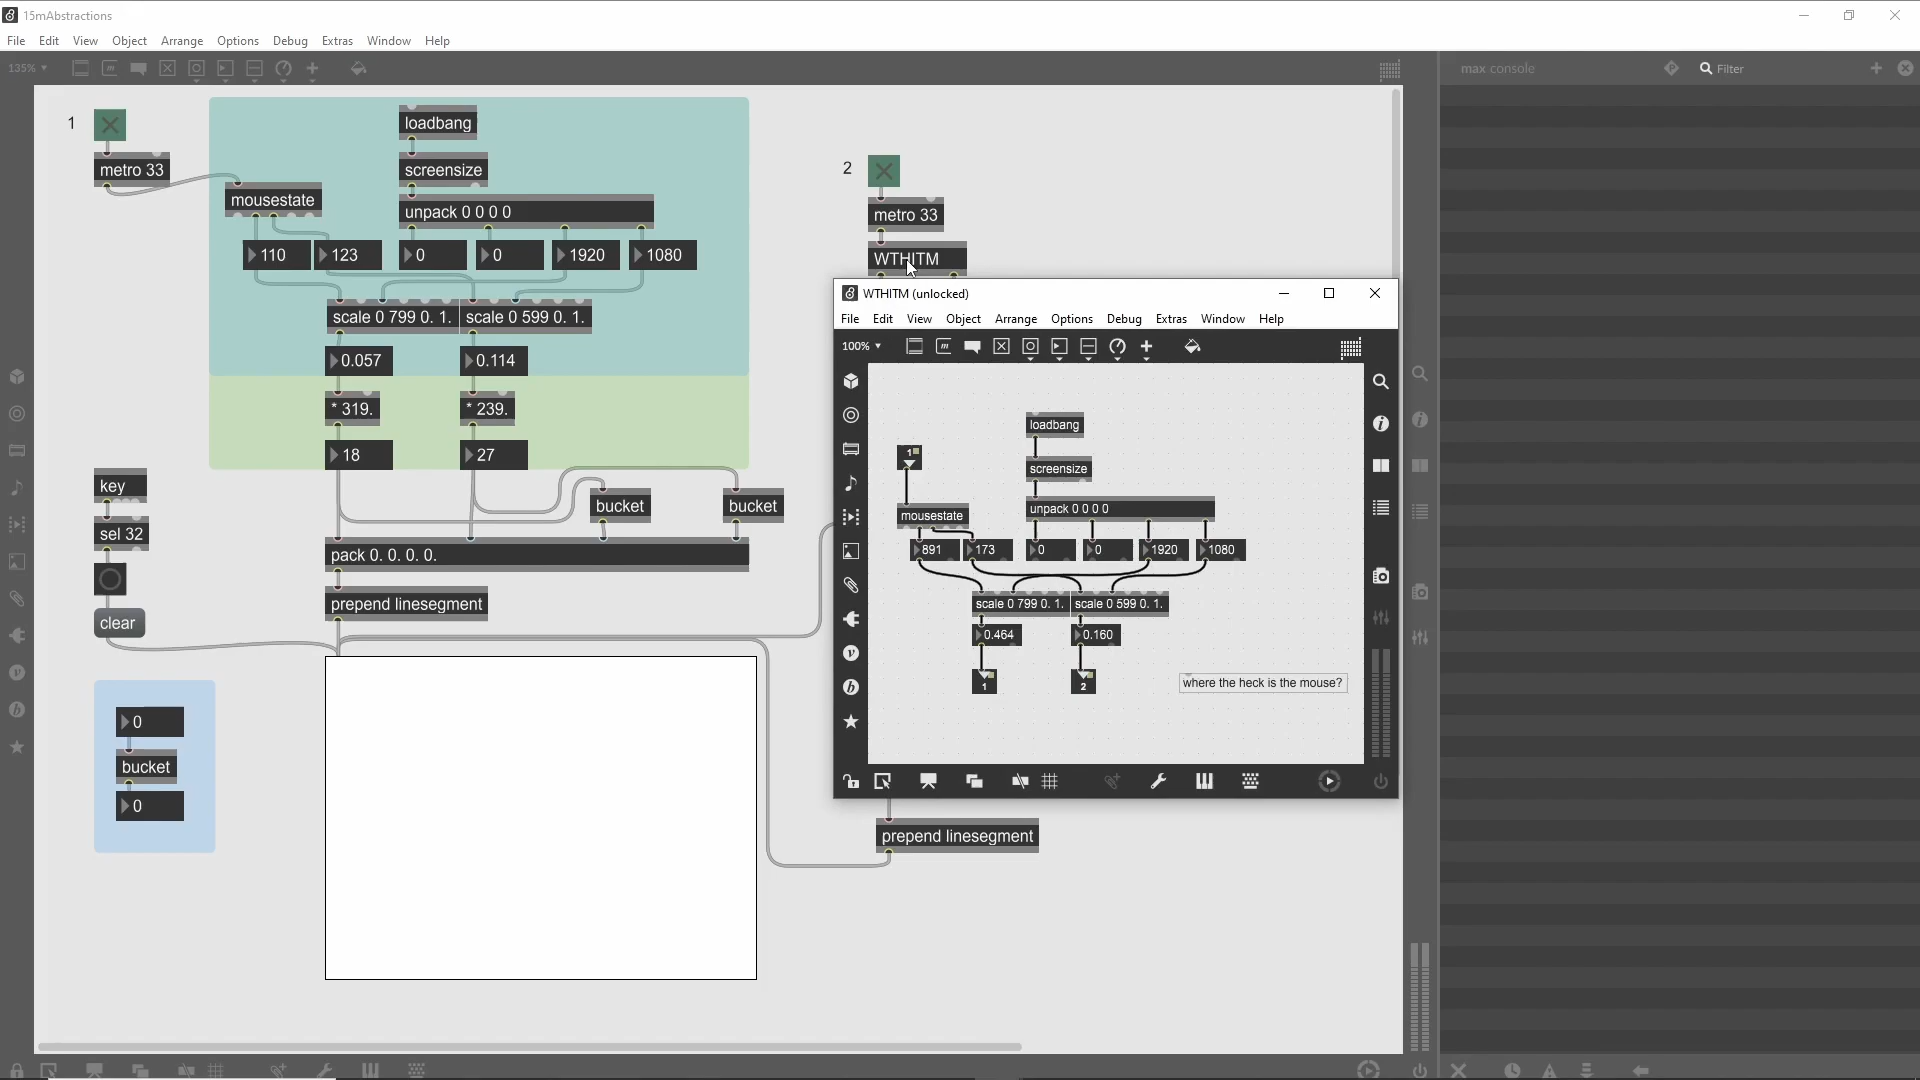 15mAbstractions
File Edit View Object Arrange Options Debug Extras Window Help
135%
max console
Filter
1
metro 33
loadbang
screensize
mousestate
unpack 0 0 0 0
110
123
0
0
1920
1080
scale 0 799 0. 1.
scale 0 599 0. 1.
0.057
0.114
* 319.
* 239.
18
27
key
sel 32
clear
bucket
bucket
pack 0. 0. 0. 0.
prepend linesegment
0
bucket
0
2
metro 33
WTHITM
WTHITM (unlocked)
File Edit View Object Arrange Options Debug Extras Window Help
100%
loadbang
1
screensize
mousestate
unpack 0 0 0 0
891
173
0
0
1920
1080
scale 0 799 0. 1.
scale 0 599 0. 1.
0.464
0.160
1
2
where the heck is the mouse?
prepend linesegment